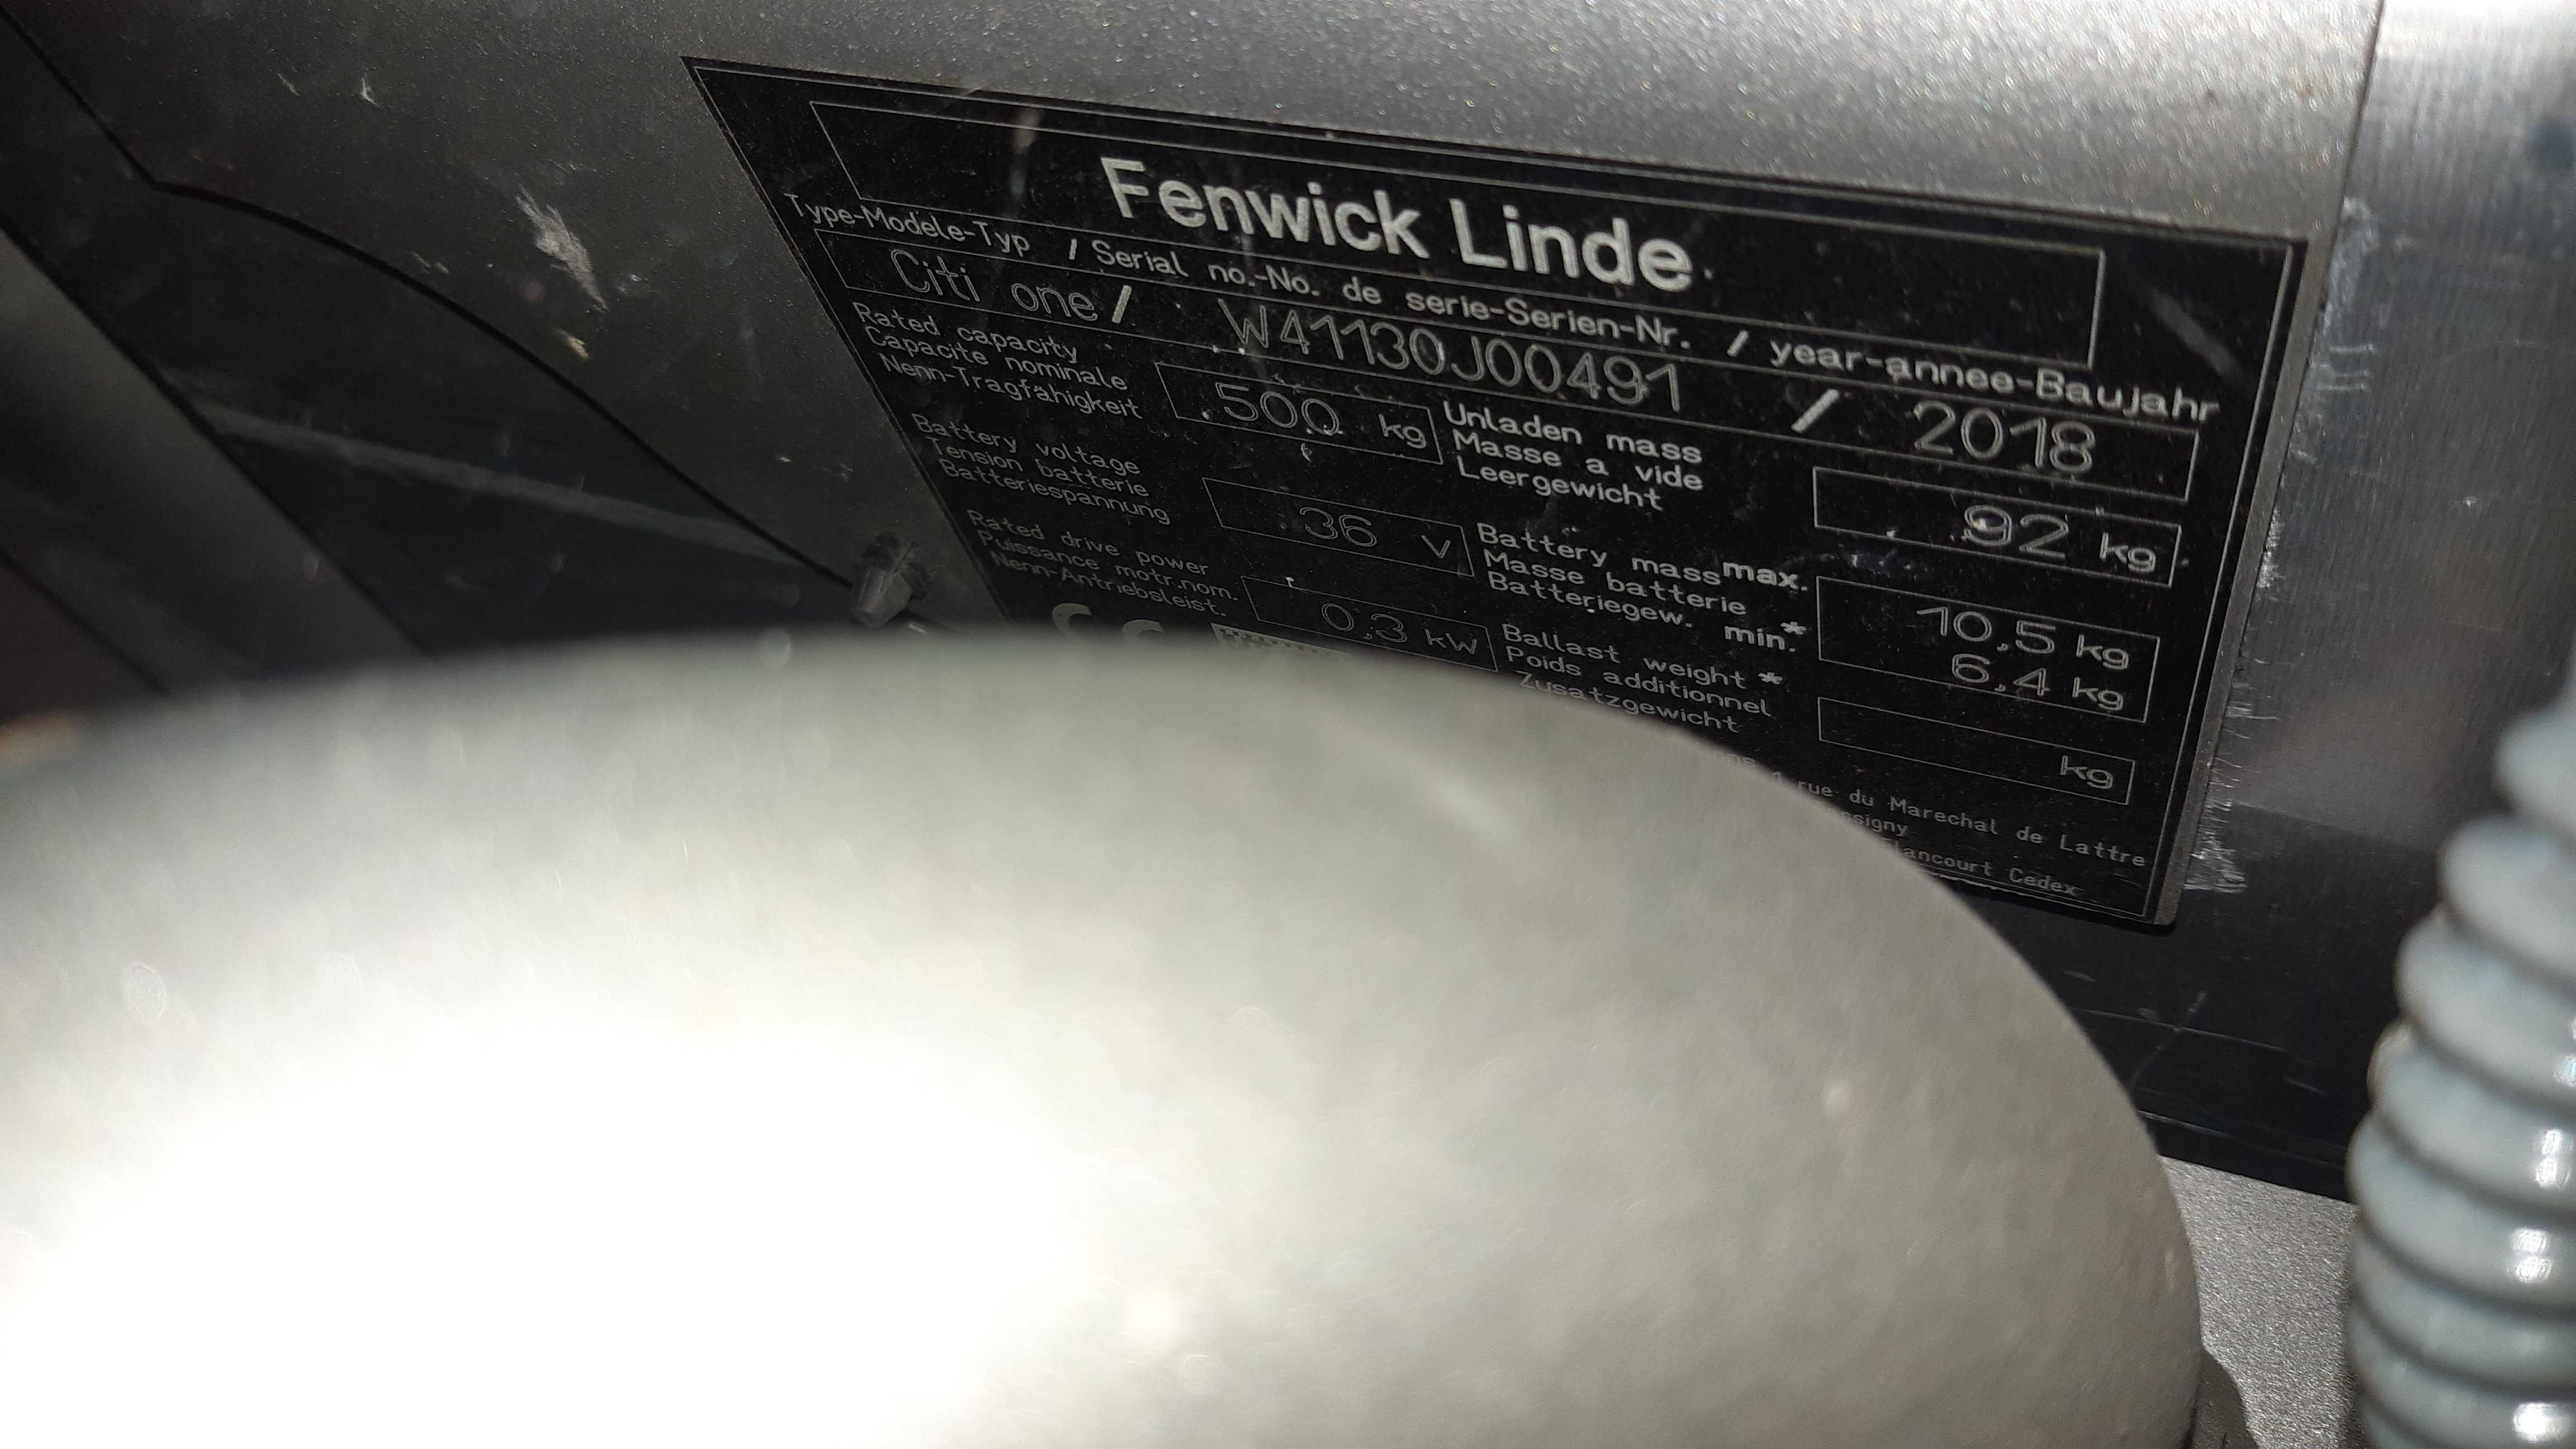 Fenwick Linde
Type-Modele-Typ / Serial no.-No. de serie-Serien-Nr. / year-annee-Baujahr
Citi one / W41130J00491 / 2018
Rated capacity
Capacite nominale
Nenn-Tragfähigkeit
500 kg
Unladen mass
Masse a vide
Leergewicht
92 kg
Battery voltage
Tension batterie
Batteriespannung
36 V
Battery mass max.
Masse batterie
Batteriegew. min.*
10,5 kg
6,4 kg
Rated drive power
Puissance motr.nom.
Nenn-Antriebsleist.
0,3 kW
Ballast weight *
Poids additionnel
Zusatzgewicht
kg
CE
rue du Marechal de Lattre
Cedex